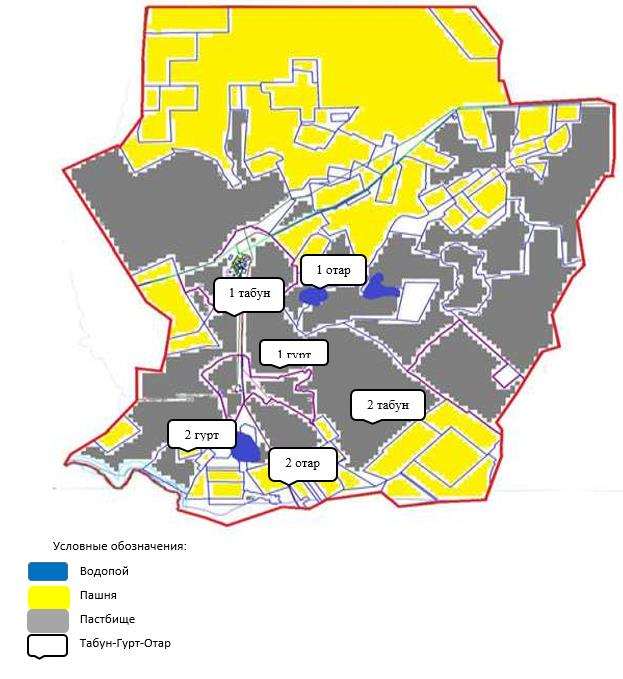 1 отар
1 табун
1 гурт
2 табун
2 гурт
2 отар
Условные обозначения:
Водопой
Пашня
Пастбище
Табун-Гурт-Отар